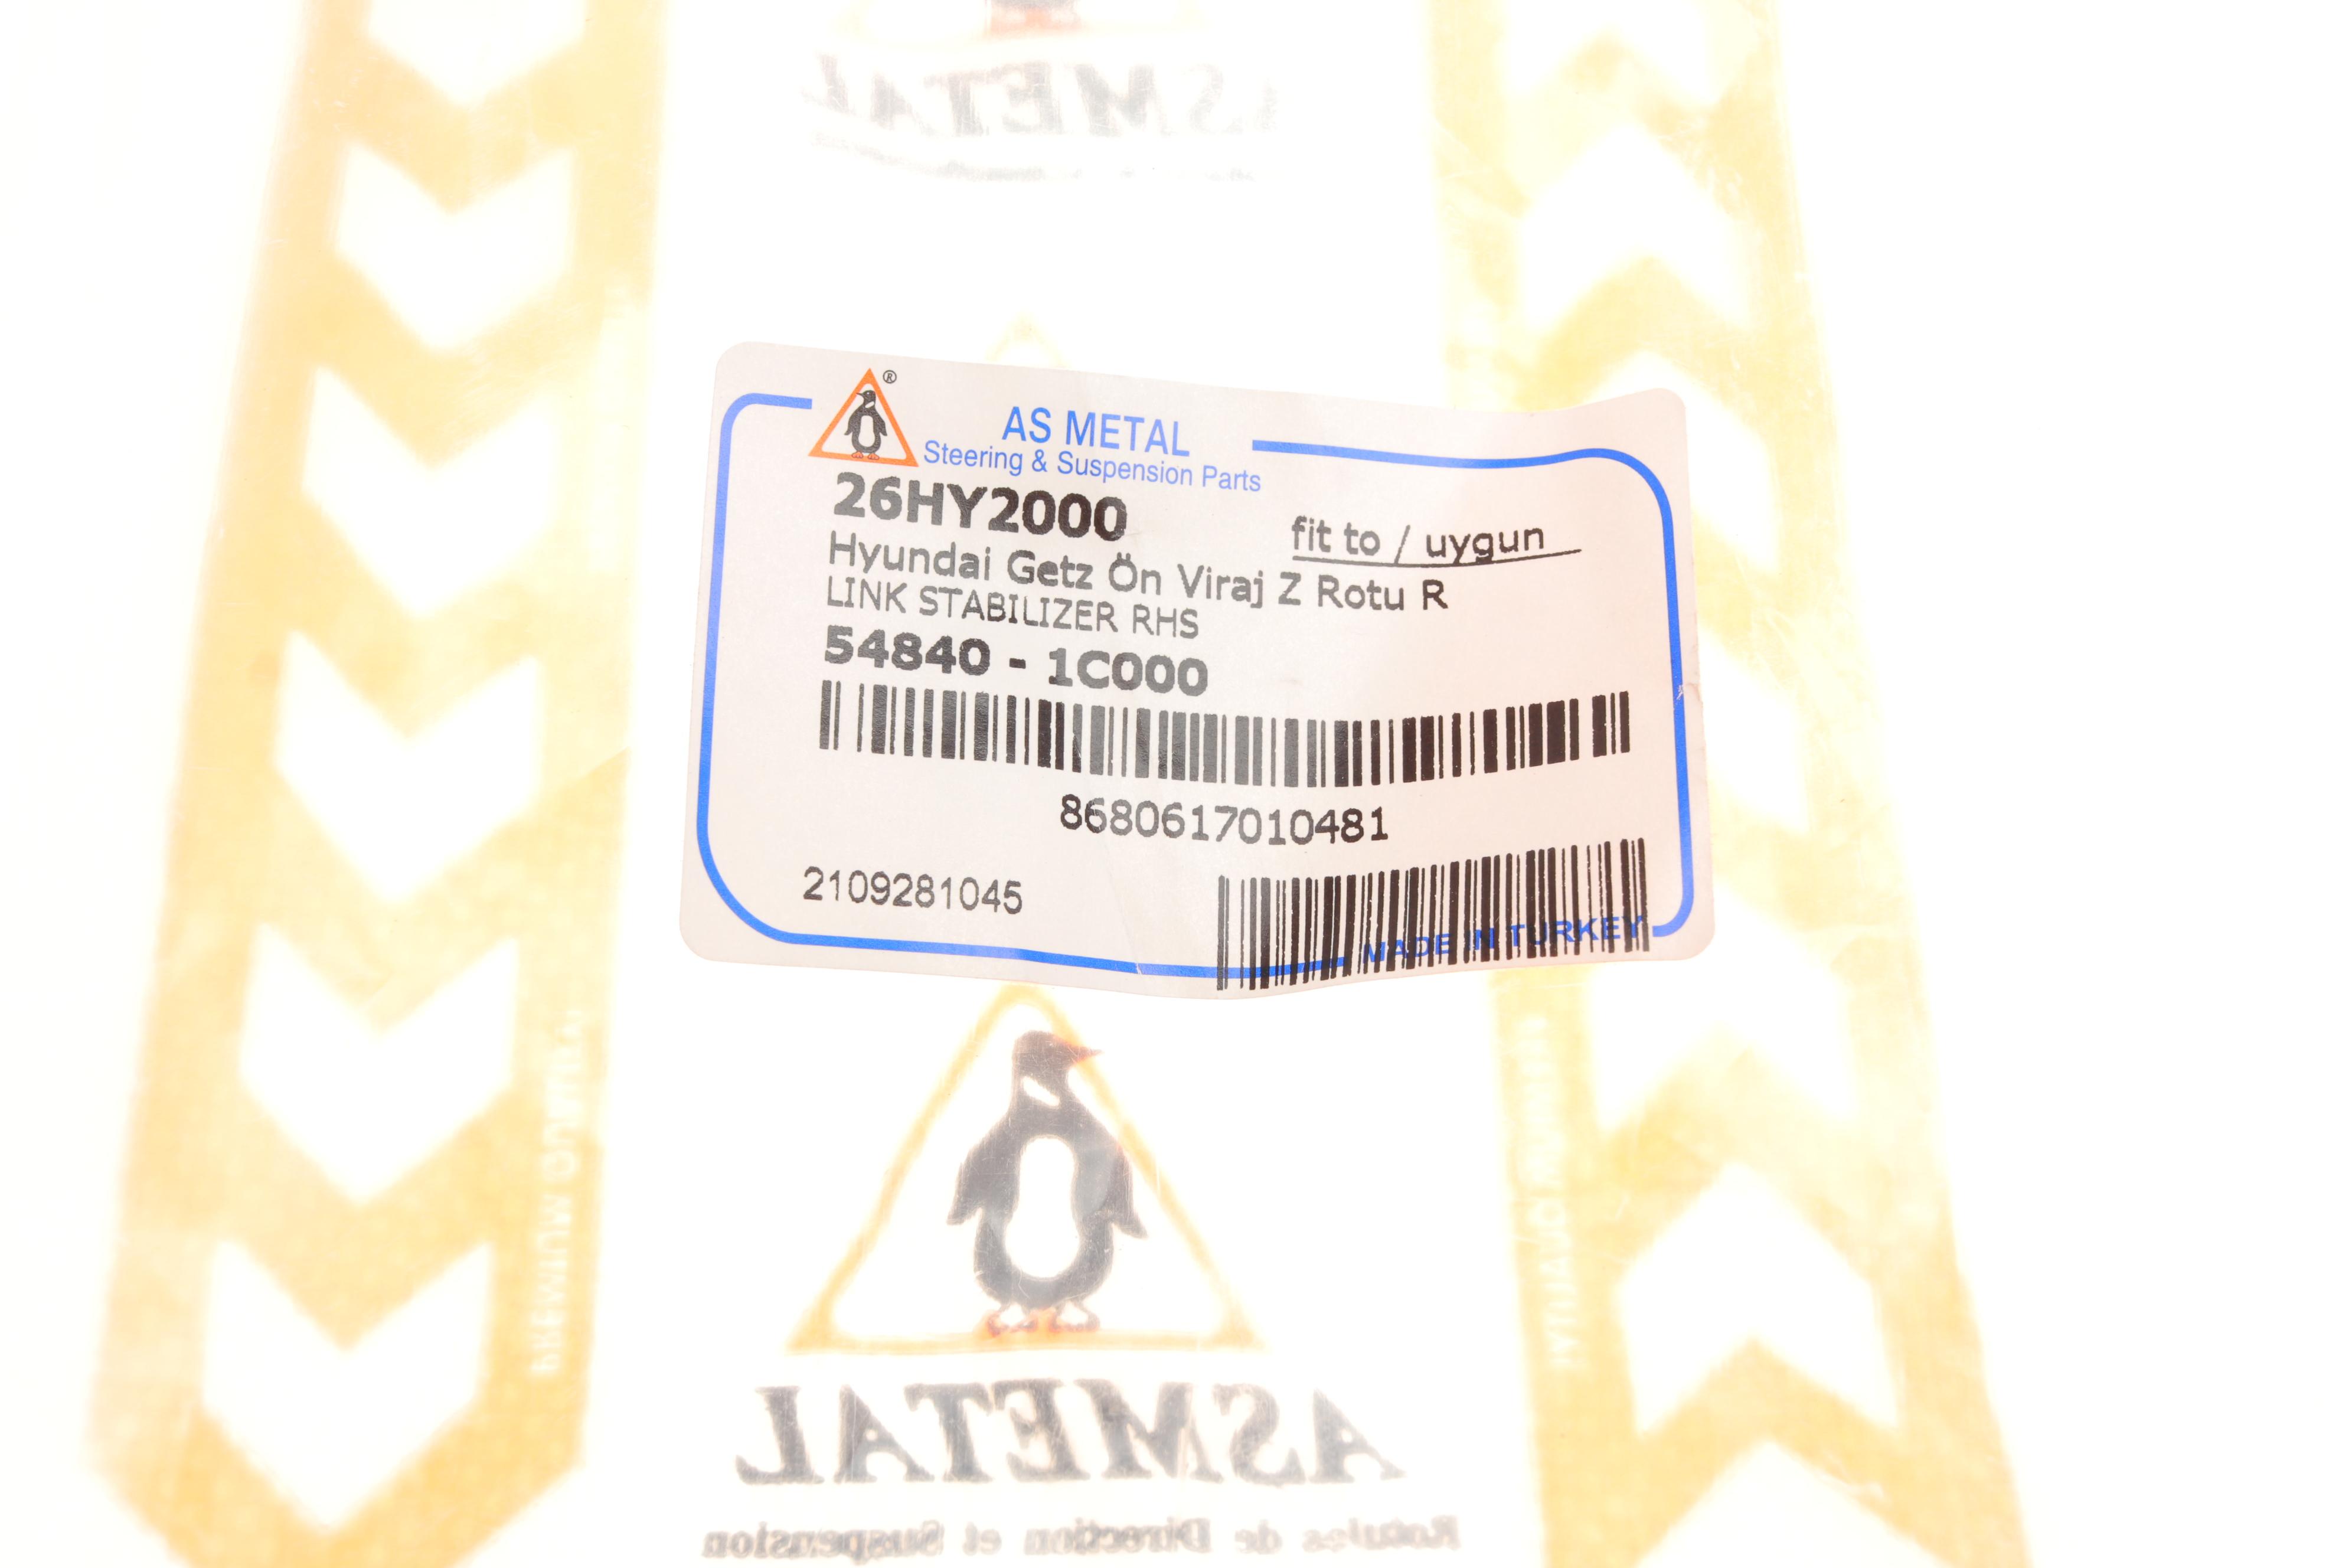 ASMETAL
®
AS METAL
Steering & Suspension Parts
26HY2000
fit to / uygun
Hyundai Getz Ön Viraj Z Rotu R
LINK STABILIZER RHS
54840 - 1C000
8680617010481
2109281045
MADE IN TURKEY
ASMETAL
Rotules de Direction et Suspension